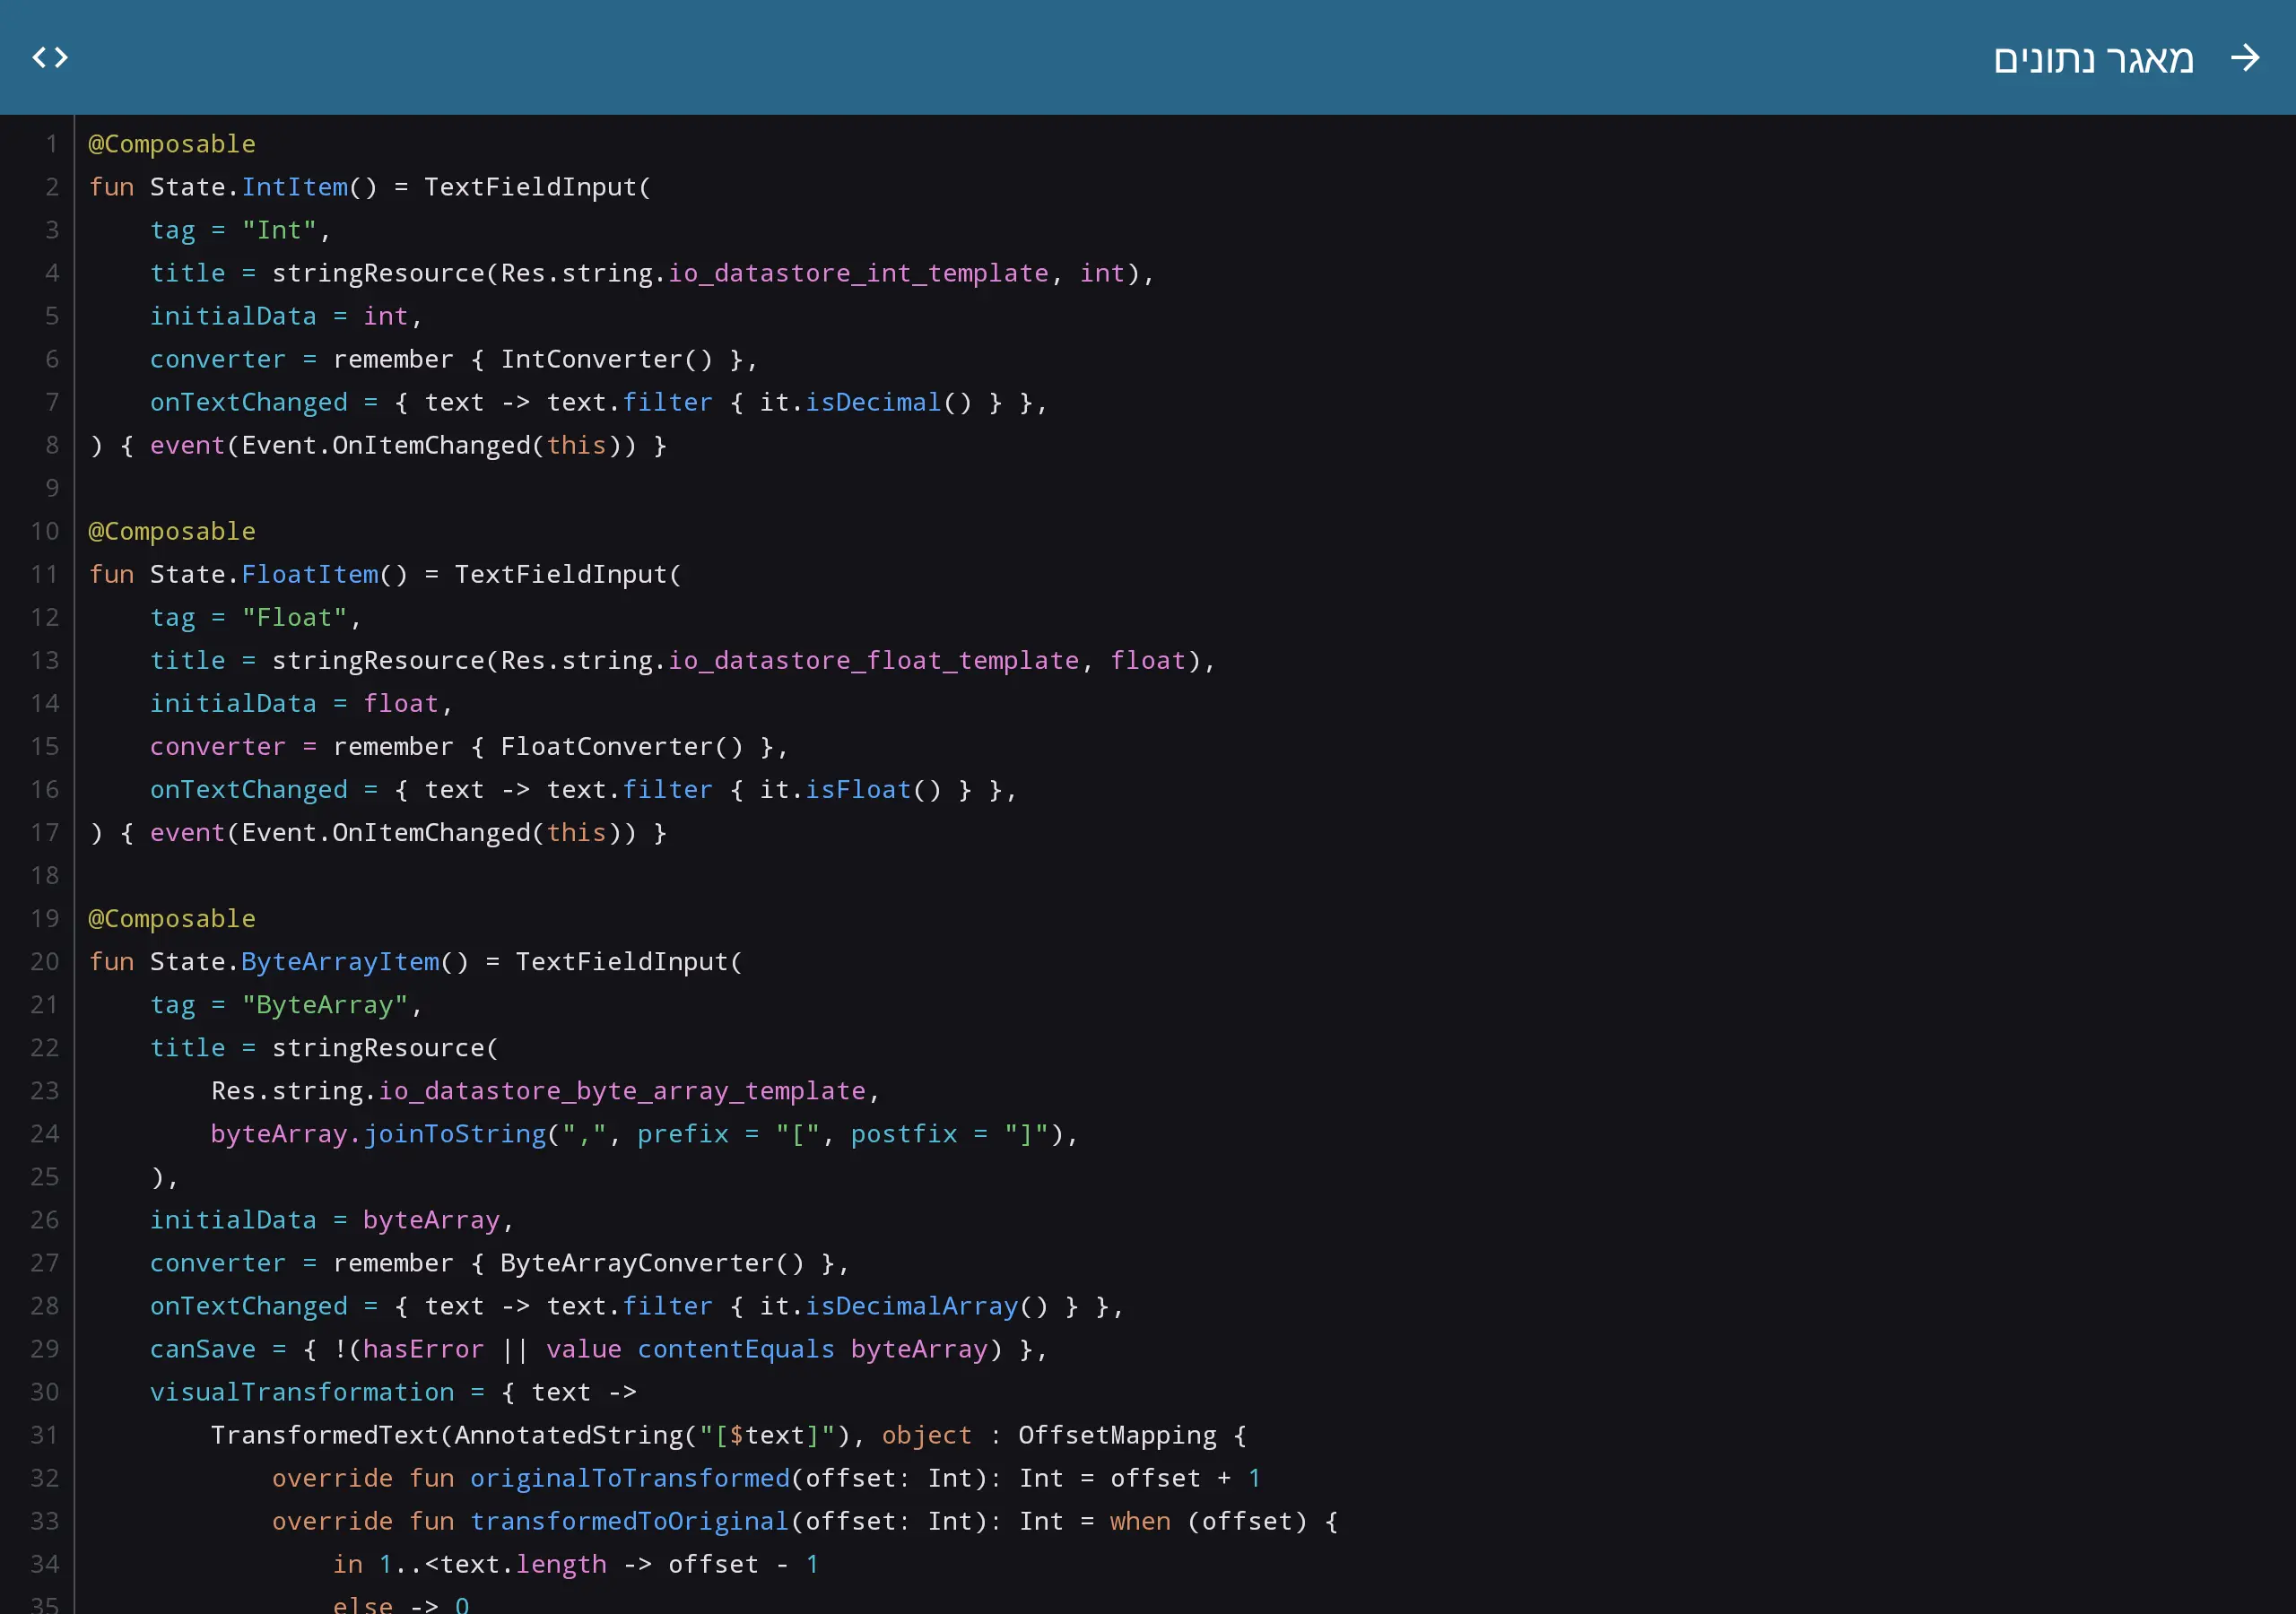 מאגר נתונים
1 @Composable
2 fun State.IntItem() = TextFieldInput(
3     tag = "Int",
4     title = stringResource(Res.string.io_datastore_int_template, int),
5     initialData = int,
6     converter = remember { IntConverter() },
7     onTextChanged = { text -> text.filter { it.isDecimal() } },
8 ) { event(Event.OnItemChanged(this)) }
9
10 @Composable
11 fun State.FloatItem() = TextFieldInput(
12     tag = "Float",
13     title = stringResource(Res.string.io_datastore_float_template, float),
14     initialData = float,
15     converter = remember { FloatConverter() },
16     onTextChanged = { text -> text.filter { it.isFloat() } },
17 ) { event(Event.OnItemChanged(this)) }
18
19 @Composable
20 fun State.ByteArrayItem() = TextFieldInput(
21     tag = "ByteArray",
22     title = stringResource(
23         Res.string.io_datastore_byte_array_template,
24         byteArray.joinToString(",", prefix = "[", postfix = "]"),
25     ),
26     initialData = byteArray,
27     converter = remember { ByteArrayConverter() },
28     onTextChanged = { text -> text.filter { it.isDecimalArray() } },
29     canSave = { !(hasError || value contentEquals byteArray) },
30     visualTransformation = { text ->
31         TransformedText(AnnotatedString("[$text]"), object : OffsetMapping {
32             override fun originalToTransformed(offset: Int): Int = offset + 1
33             override fun transformedToOriginal(offset: Int): Int = when (offset) {
34                 in 1..<text.length -> offset - 1
35                 else -> 0